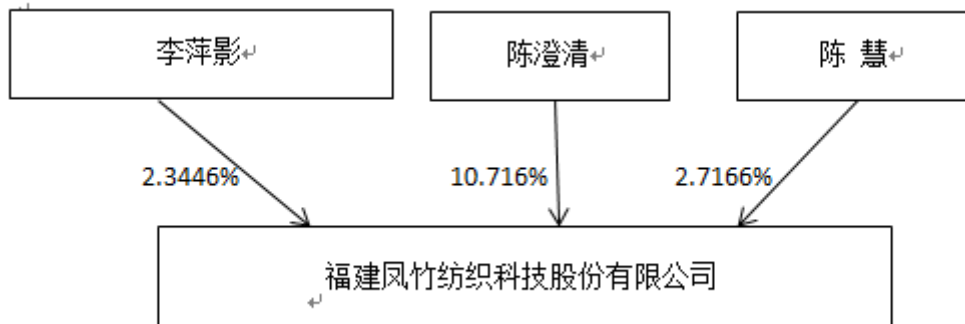 李萍影
陈澄清
陈 慧
2.3446%
10.716%
2.7166%
福建凤竹纺织科技股份有限公司